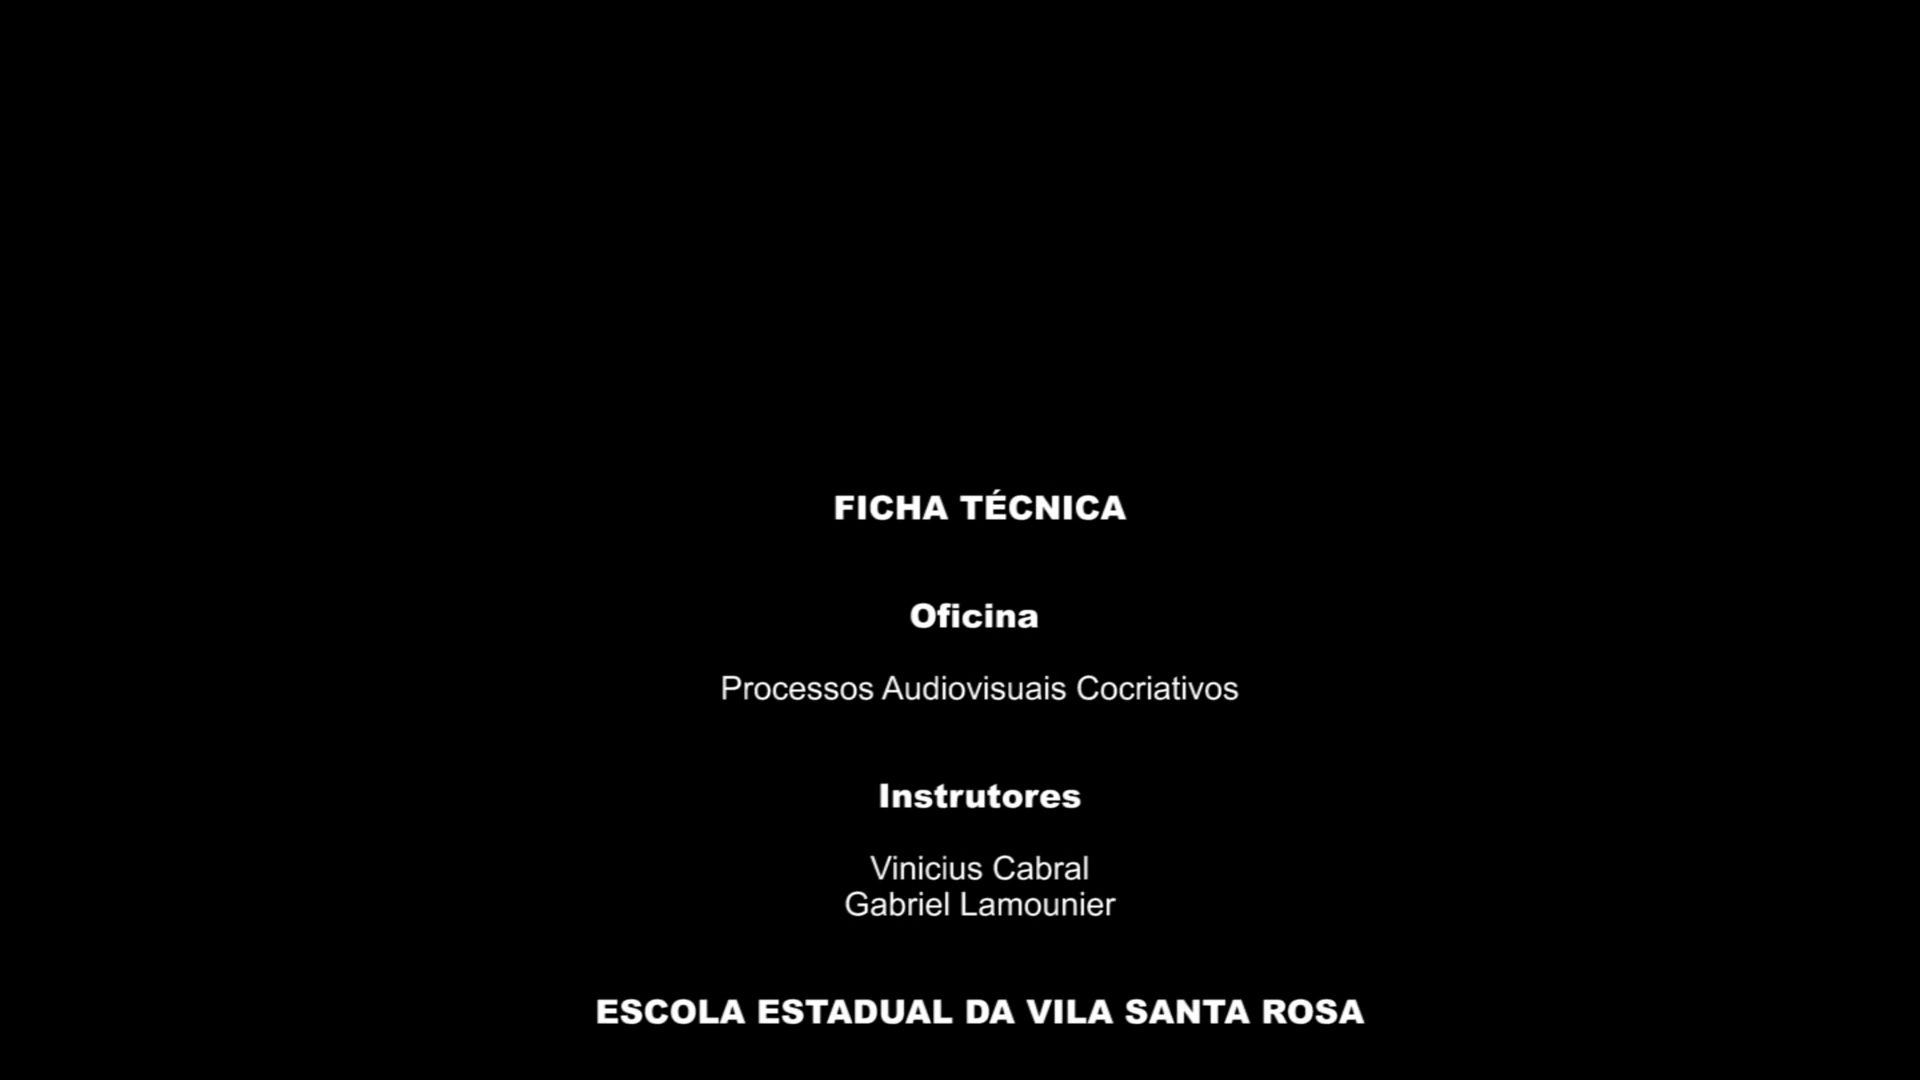 FICHA TÉCNICA
Oficina
Processos Audiovisuais Cocriativos
Instrutores
Vinicius Cabral
Gabriel Lamounier
ESCOLA ESTADUAL DA VILA SANTA ROSA